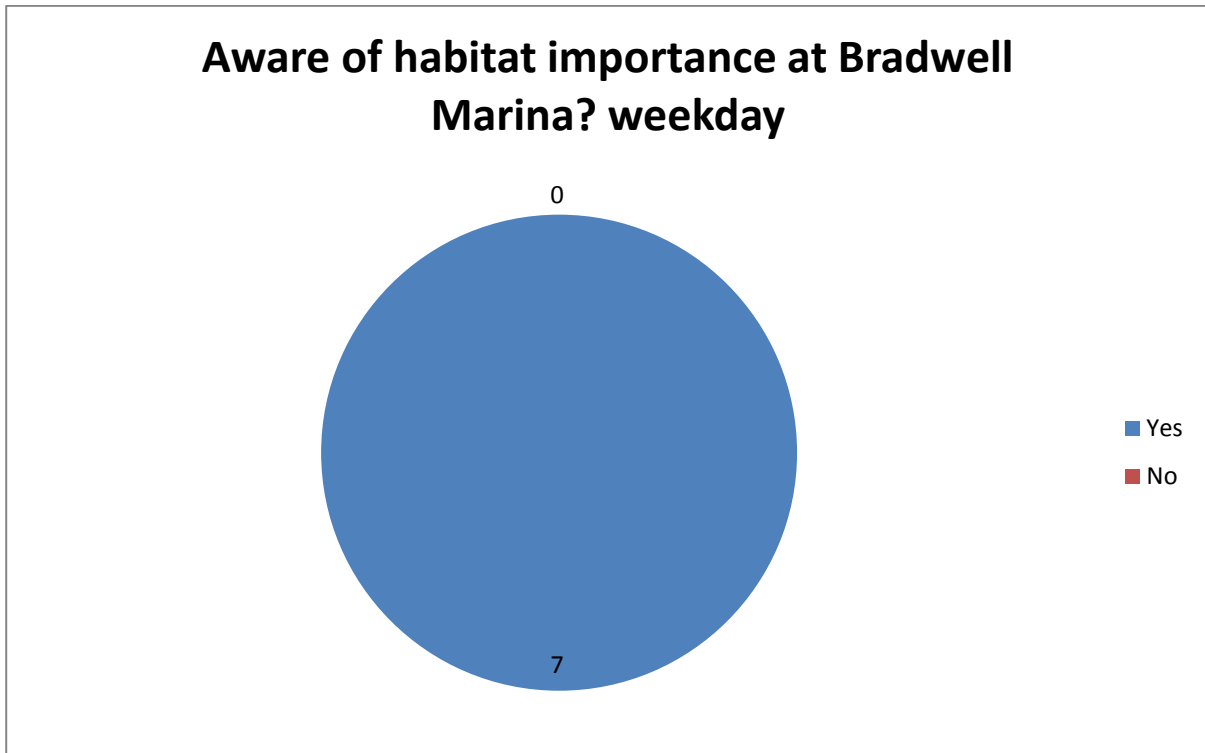 Aware of habitat importance at Bradwell
Marina? weekday
0
7
Yes
No